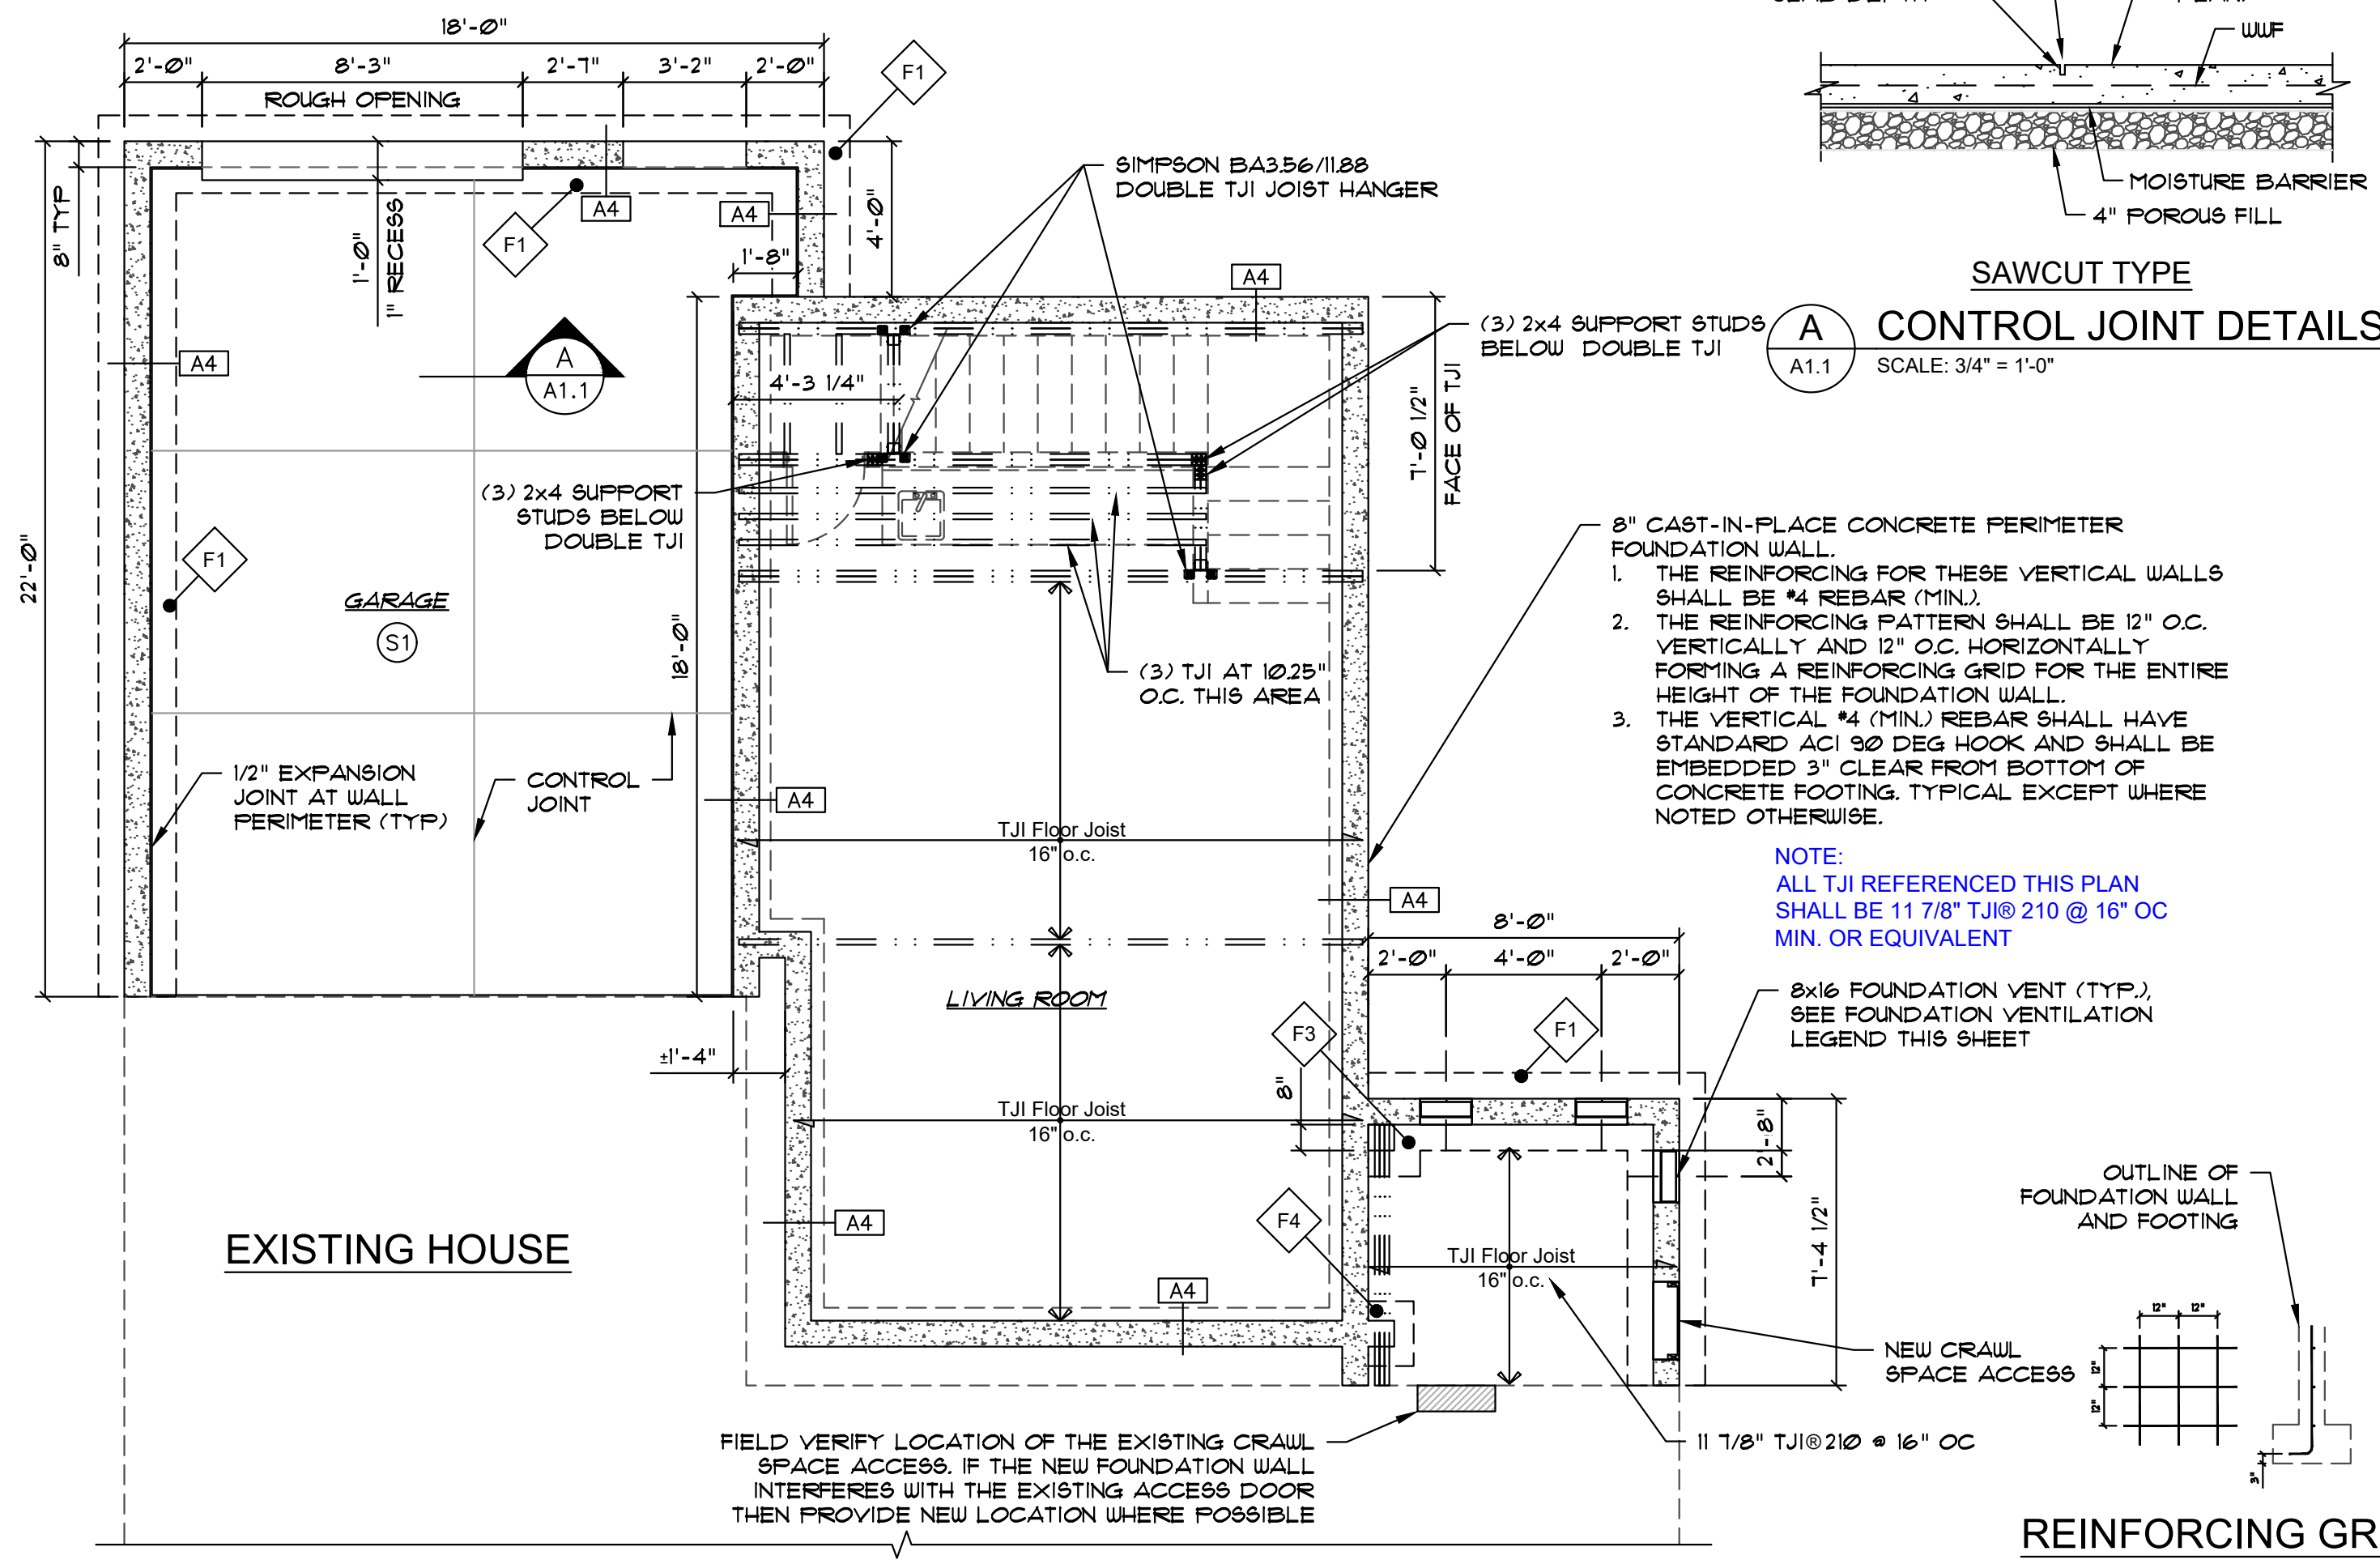 18'-0"
2'-0"
8'-3"
2'-7"
3'-2"
2'-0"
ROUGH OPENING
F1
WWF
MOISTURE BARRIER
4" POROUS FILL
SAWCUT TYPE
A
A1.1
CONTROL JOINT DETAILS
SCALE: 3/4" = 1'-0"
8" TYP
1'-0"
1" RECESS
F1
A4
A4
4'-0"
1'-8"
SIMPSON BA3.56/11.88
DOUBLE TJI JOIST HANGER
A4
(3) 2x4 SUPPORT STUDS
BELOW DOUBLE TJI
A4
A
A1.1
4'-3 1/4"
7'-0 1/2"
FACE OF TJI
(3) 2x4 SUPPORT
STUDS BELOW
DOUBLE TJI
22'-0"
F1
GARAGE
S1
18'-0"
(3) TJI AT 10.25"
O.C. THIS AREA
8" CAST-IN-PLACE CONCRETE PERIMETER
FOUNDATION WALL.
1. THE REINFORCING FOR THESE VERTICAL WALLS
SHALL BE #4 REBAR (MIN.).
2. THE REINFORCING PATTERN SHALL BE 12" O.C.
VERTICALLY AND 12" O.C. HORIZONTALLY
FORMING A REINFORCING GRID FOR THE ENTIRE
HEIGHT OF THE FOUNDATION WALL.
3. THE VERTICAL #4 (MIN.) REBAR SHALL HAVE
STANDARD ACI 90 DEG HOOK AND SHALL BE
EMBEDDED 3" CLEAR FROM BOTTOM OF
CONCRETE FOOTING. TYPICAL EXCEPT WHERE
NOTED OTHERWISE.
1/2" EXPANSION
JOINT AT WALL
PERIMETER (TYP)
CONTROL
JOINT
A4
TJI Floor Joist
16" o.c.
NOTE:
ALL TJI REFERENCED THIS PLAN
SHALL BE 11 7/8" TJI® 210 @ 16" OC
MIN. OR EQUIVALENT
A4
8'-0"
2'-0"
4'-0"
2'-0"
LIVING ROOM
8x16 FOUNDATION VENT (TYP.),
SEE FOUNDATION VENTILATION
LEGEND THIS SHEET
F3
F1
±1'-4"
8"
TJI Floor Joist
16" o.c.
2'-8"
7'-4 1/2"
OUTLINE OF
FOUNDATION WALL
AND FOOTING
A4
F4
EXISTING HOUSE
TJI Floor Joist
16" o.c.
A4
NEW CRAWL
SPACE ACCESS
12"
12"
12"
12"
3"
FIELD VERIFY LOCATION OF THE EXISTING CRAWL
SPACE ACCESS. IF THE NEW FOUNDATION WALL
INTERFERES WITH THE EXISTING ACCESS DOOR
THEN PROVIDE NEW LOCATION WHERE POSSIBLE
11 7/8" TJI® 210 @ 16" OC
REINFORCING GR